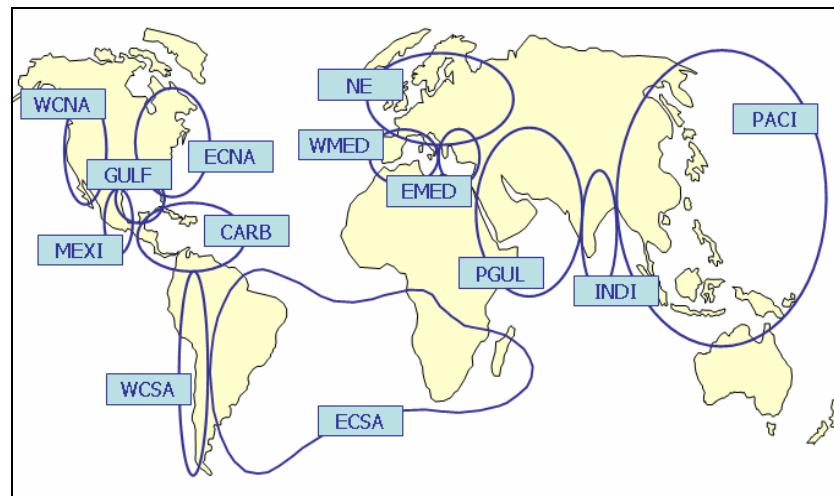 NE
WCNA
PACI
WMED
ECNA
GULF
EMED
CARB
MEXI
PGUL
INDI
WCSA
ECSA